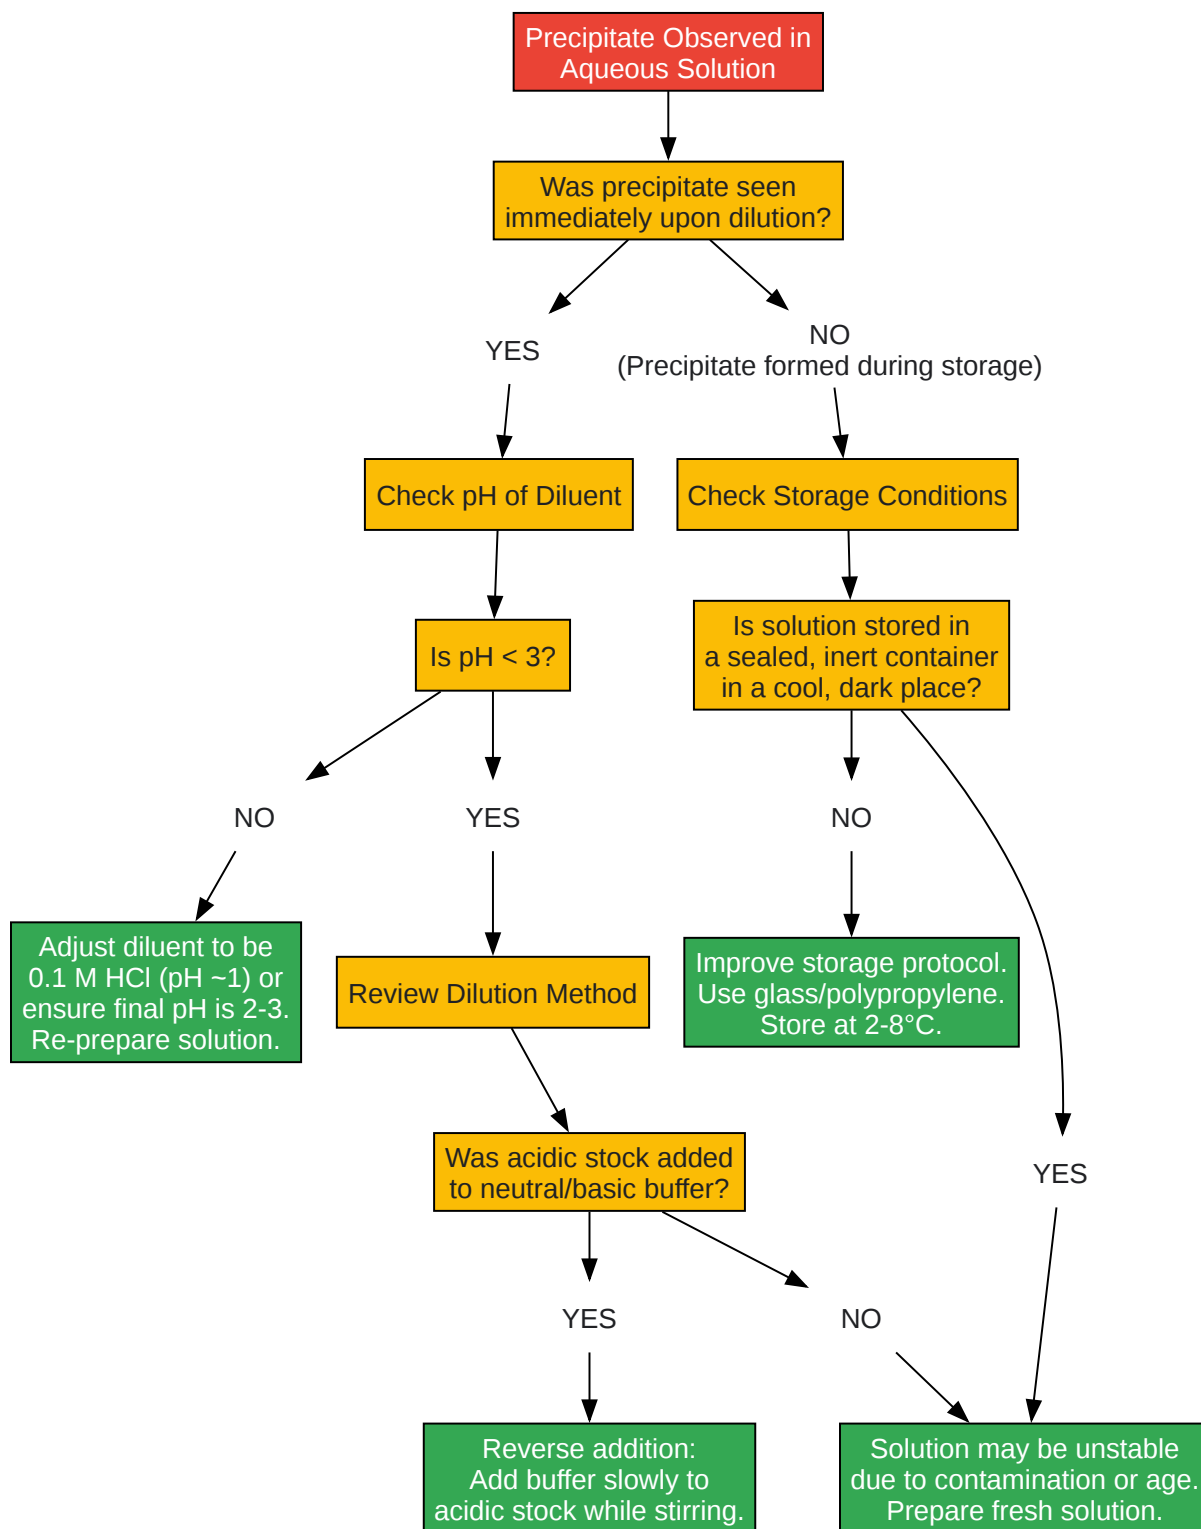 Precipitate Observed in
Aqueous Solution
Was precipitate seen
immediately upon dilution?
YES
NO
(Precipitate formed during storage)
Check pH of Diluent
Check Storage Conditions
Is pH < 3?
Is solution stored in
a sealed, inert container
in a cool, dark place?
NO
YES
NO
Adjust diluent to be
0.1 M HCl (pH ~1) or
ensure final pH is 2-3.
Re-prepare solution.
Review Dilution Method
Improve storage protocol.
Use glass/polypropylene.
Store at 2-8°C.
Was acidic stock added
to neutral/basic buffer?
YES
YES
NO
Reverse addition:
Add buffer slowly to
acidic stock while stirring.
Solution may be unstable
due to contamination or age.
Prepare fresh solution.